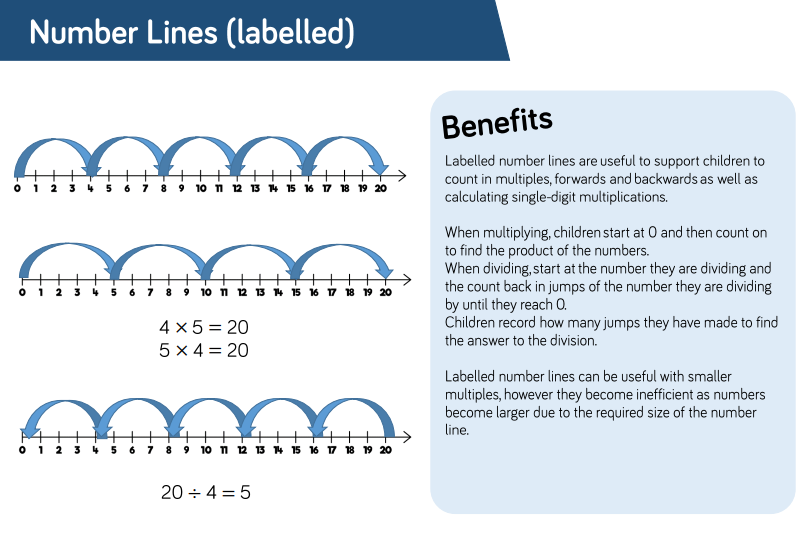 Number Lines (labelled)
0 1 2 3 4 5 6 7 8 9 10 11 12 13 14 15 16 17 18 19 20
0 1 2 3 4 5 6 7 8 9 10 11 12 13 14 15 16 17 18 19 20
4 × 5 = 20
5 × 4 = 20
0 1 2 3 4 5 6 7 8 9 10 11 12 13 14 15 16 17 18 19 20
20 ÷ 4 = 5
Benefits
Labelled number lines are useful to support children to
count in multiples, forwards and backwards as well as
calculating single-digit multiplications.
When multiplying, children start at 0 and then count on
to find the product of the numbers.
When dividing, start at the number they are dividing and
the count back in jumps of the number they are dividing
by until they reach 0.
Children record how many jumps they have made to find
the answer to the division.
Labelled number lines can be useful with smaller
multiples, however they become inefficient as numbers
become larger due to the required size of the number
line.